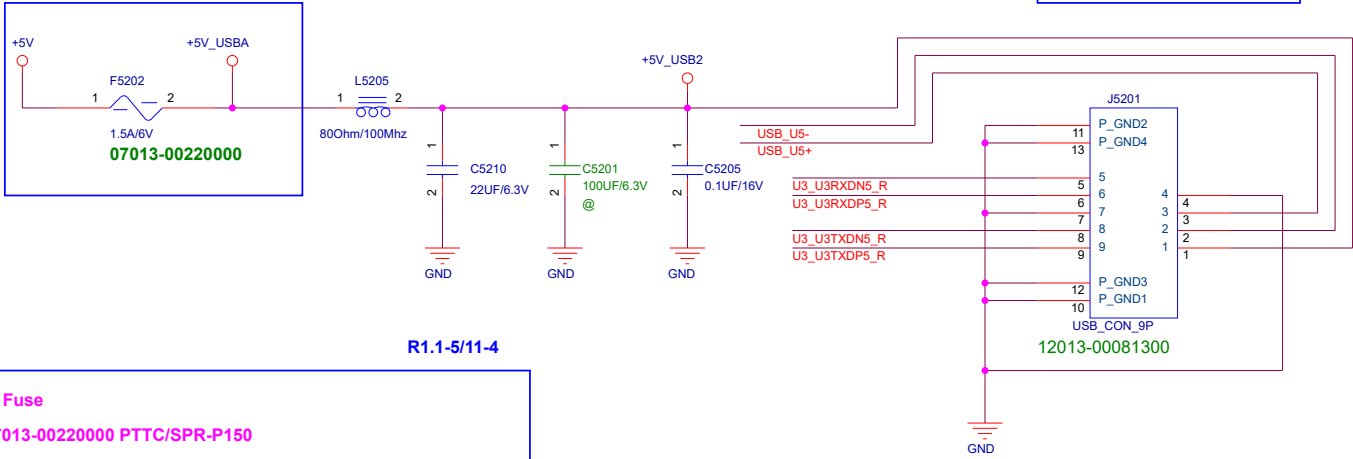 +5V
+5V_USBA
F5202
1
2
1.5A/6V
07013-00220000
L5205
1
2
80Ohm/100Mhz
+5V_USB2
1
2
C5210
22UF/6.3V
GND
1
2
C5201
100UF/6.3V
@
GND
1
2
C5205
0.1UF/16V
GND
USB_U5-
USB_U5+
U3_U3RXDN5_R
U3_U3RXDP5_R
U3_U3TXDN5_R
U3_U3TXDP5_R
J5201
11
P_GND2
13
P_GND4
5
5
6
6
7
7
8
8
9
9
12
P_GND3
10
P_GND1
4
4
3
3
2
2
1
1
USB_CON_9P
12013-00081300
GND
R1.1-5/11-4
Fuse
013-00220000 PTTC/SPR-P150